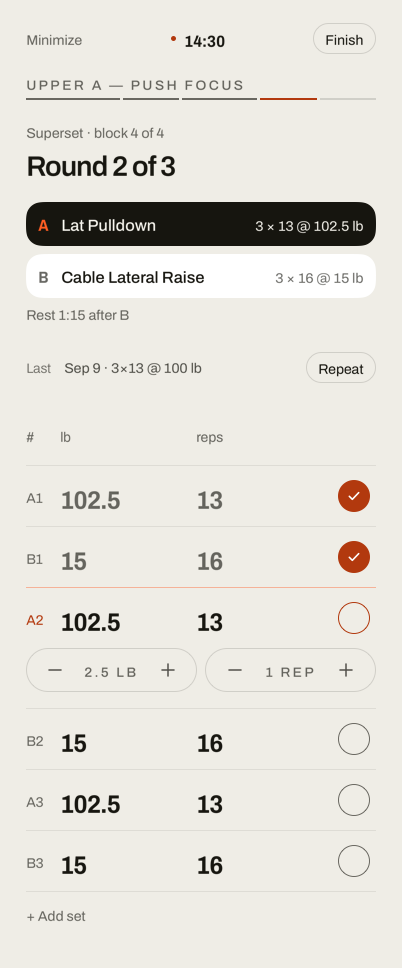 Minimize
14:30
Finish
UPPER A — PUSH FOCUS
Superset · block 4 of 4
Round 2 of 3
A Lat Pulldown 3 × 13 @ 102.5 lb
B Cable Lateral Raise 3 × 16 @ 15 lb
Rest 1:15 after B
Last Sep 9 · 3×13 @ 100 lb Repeat
# lb reps
A1 102.5 13
B1 15 16
A2 102.5 13
— 2.5 LB + — 1 REP +
B2 15 16
A3 102.5 13
B3 15 16
+ Add set